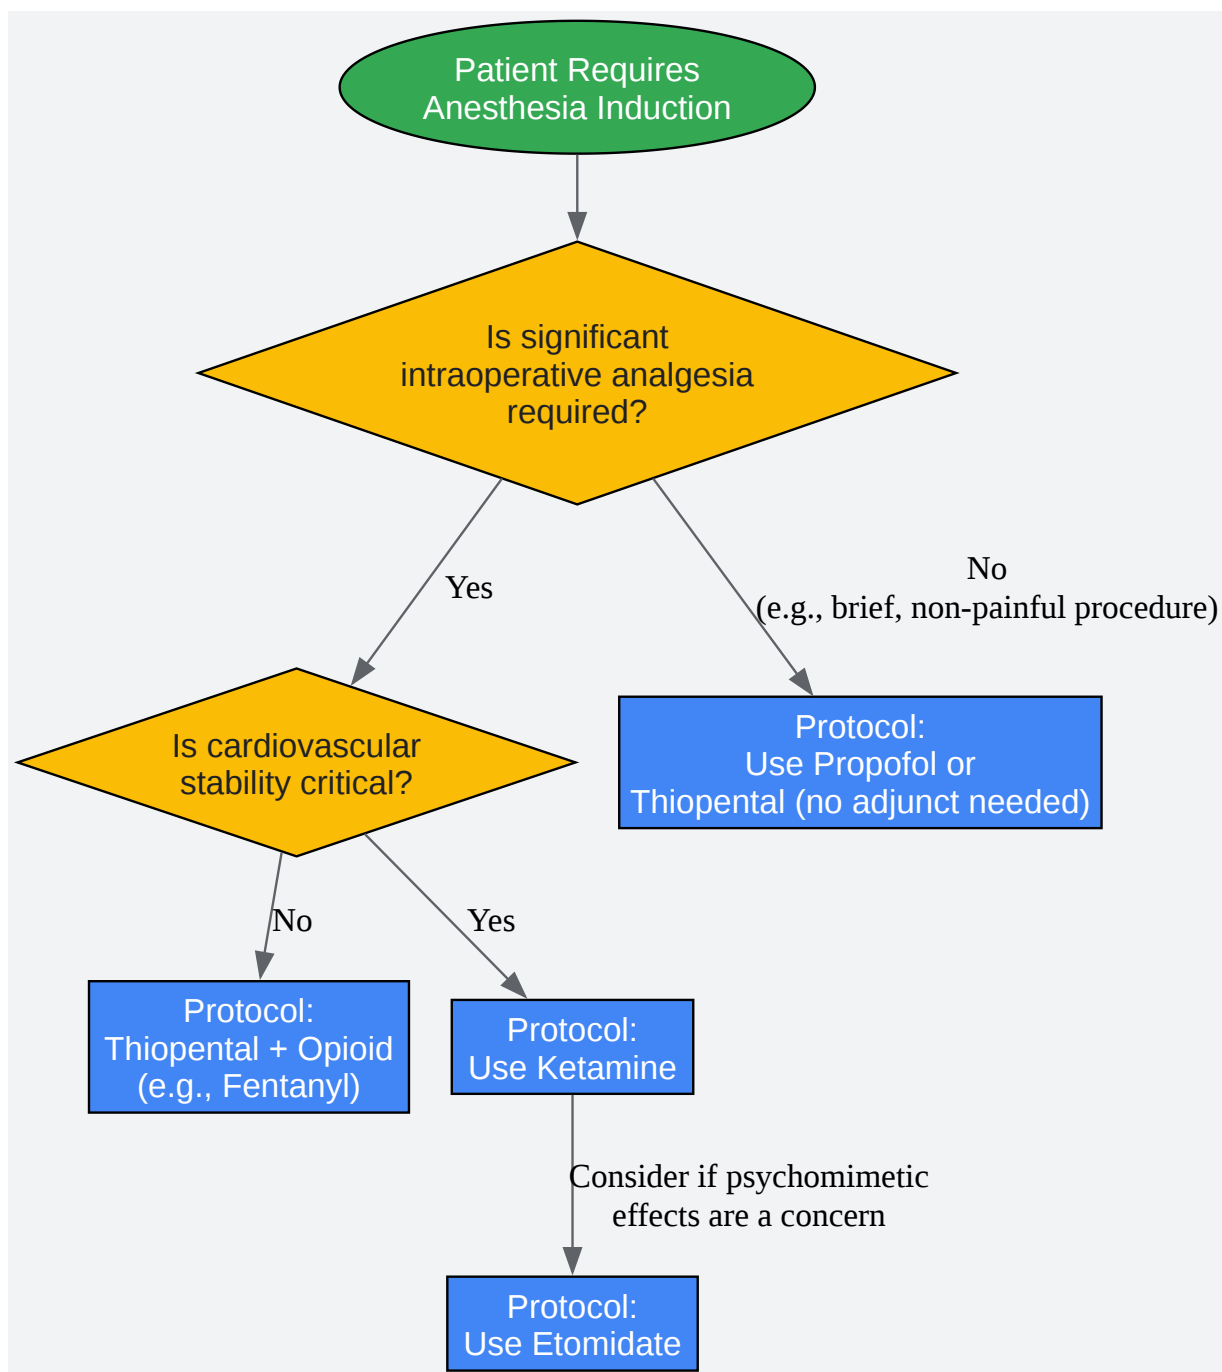 Patient Requires
Anesthesia Induction
Is significant
intraoperative analgesia
required?
Yes
No
(e.g., brief, non-painful procedure)
Is cardiovascular
stability critical?
Protocol:
Use Propofol or
Thiopental (no adjunct needed)
No
Yes
Protocol:
Thiopental + Opioid
(e.g., Fentanyl)
Protocol:
Use Ketamine
Consider if psychomimetic
effects are a concern
Protocol:
Use Etomidate